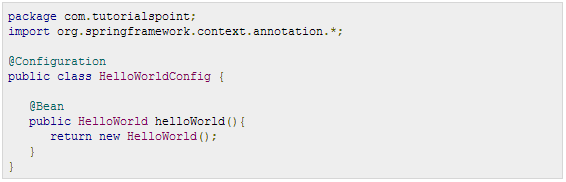 package com.tutorialspoint;
import org.springframework.context.annotation.*;
@Configuration
public class HelloWorldConfig {
@Bean
public HelloWorld helloWorld(){
return new HelloWorld();
}
}